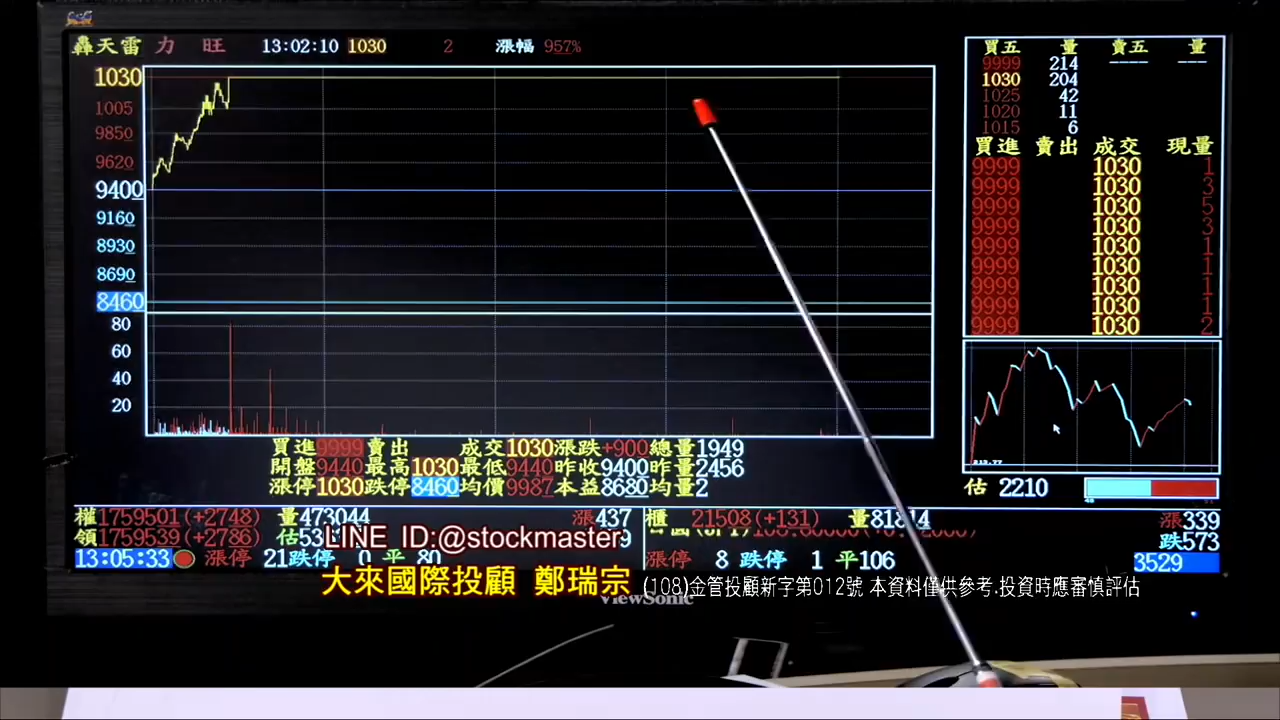 轟天雷 力 旺 13:02:10 1030 2 漲幅 957%
1030
1005
9850
9620
9400
9160
8930
8690
8460
80
60
40
20
買五 量 賣五 量
9999 214 ---- ---
1030 204
1025 42
1020 11
1015 6
買進 賣出 成交 現量
9999 1030 1
9999 1030 3
9999 1030 5
9999 1030 3
9999 1030 1
9999 1030 1
9999 1030 1
9999 1030 1
9999 1030 2
估 2210
買進9999賣出 成交1030漲跌+900總量1949
開盤9440最高1030最低9440昨收9400昨量2456
漲停1030跌停8460均價9987本益8680均量2
權1759501(+2748) 量473044 漲437
櫃 21508(+131) 量81814 漲339
領1759539(+2786)
跌573
13:05:33 漲停 21跌停 0 平 80
漲停 8 跌停 1 平106 3529
LINE ID:@stockmaster
大來國際投顧 鄭瑞宗 (108)金管投顧新字第012號 本資料僅供參考.投資時應審慎評估
ViewSonic